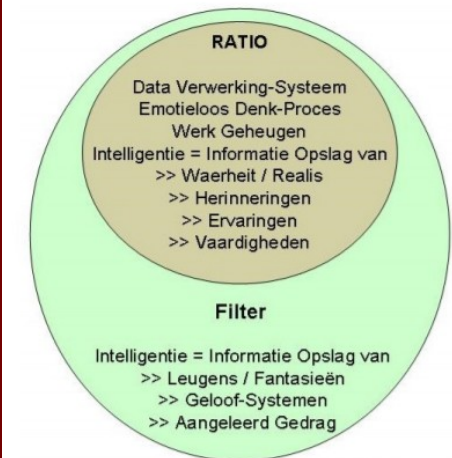 RATIO
Data Verwerking-Systeem
Emotieloos Denk-Proces
Werk Geheugen
Intelligentie = Informatie Opslag van
>> Waerheit / Realis
>> Herinneringen
>> Ervaringen
>> Vaardigheden
Filter
Intelligentie = Informatie Opslag van
>> Leugens / Fantasieën
>> Geloof-Systemen
>> Aangeleerd Gedrag